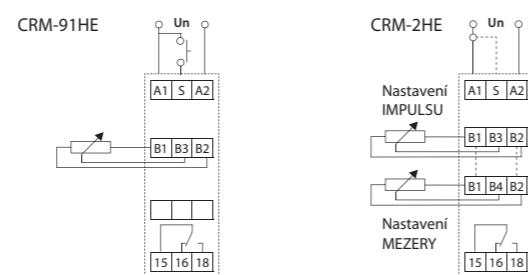 CRM-91HE
Un
A1 S A2
B1 B3 B2
15 16 18
CRM-2HE
Un
A1 S A2
Nastavení
IMPULSU
B1 B3 B2
B1 B4 B2
Nastavení
MEZERY
15 16 18